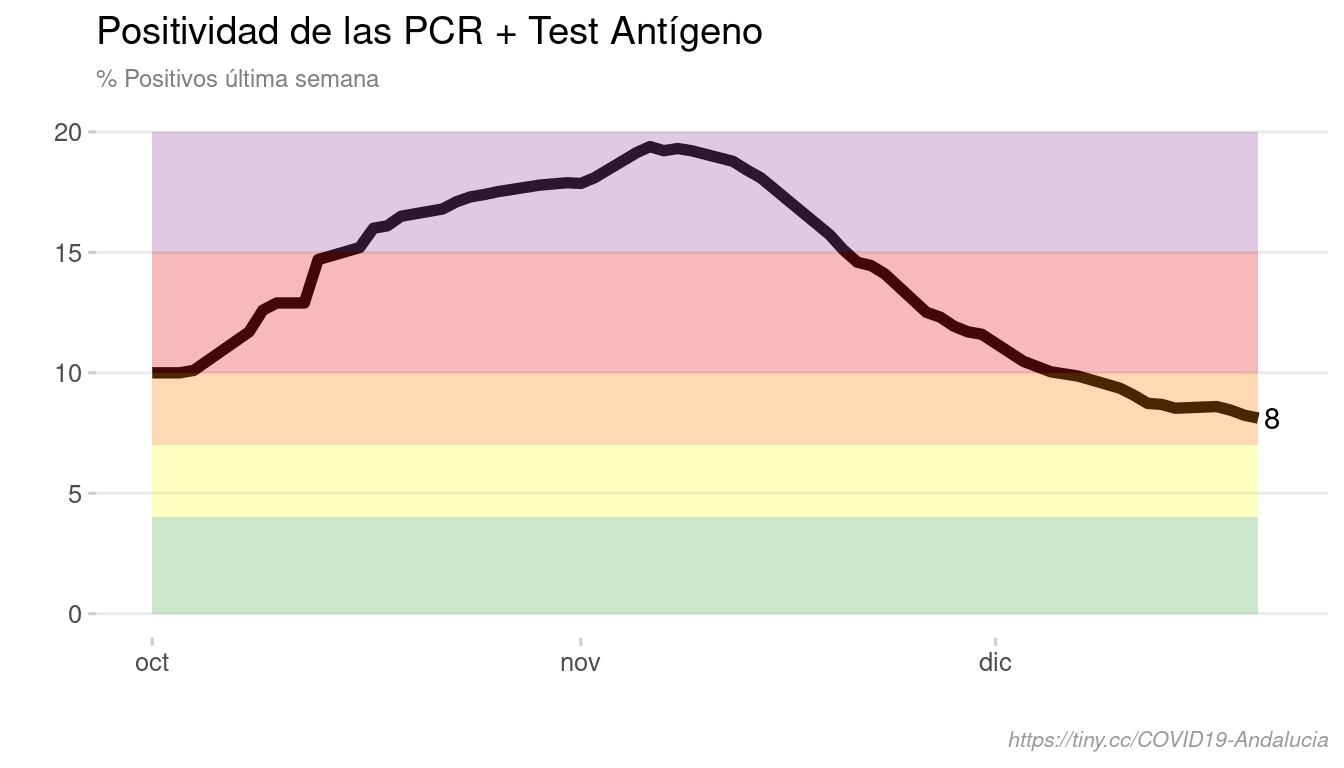 Positividad de las PCR + Test Antígeno
% Positivos última semana
20
15
10
5
0
8
oct
nov
dic
https://tiny.cc/COVID19-Andalucia